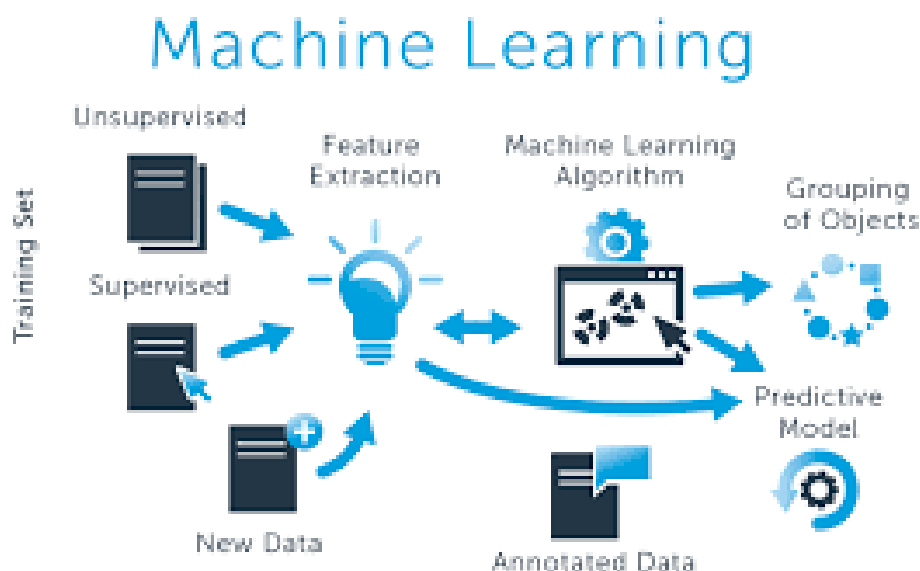 Machine Learning
Unsupervised
Feature
Extraction
Machine Learning
Algorithm
Grouping
of Objects
Training Set
Supervised
Predictive
Model
New Data
Annotated Data